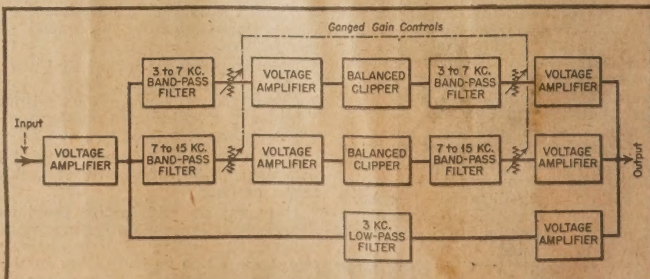 Ganged Gain Controls
3 to 7 KC.
BAND-PASS
FILTER
VOLTAGE
AMPLIFIER
BALANCED
CLIPPER
3 to 7 KC.
BAND-PASS
FILTER
VOLTAGE
AMPLIFIER
Input
VOLTAGE
AMPLIFIER
7 to 15 KC.
BAND-PASS
FILTER
VOLTAGE
AMPLIFIER
BALANCED
CLIPPER
7 to 15 KC.
BAND-PASS
FILTER
VOLTAGE
AMPLIFIER
Output
3 KC.
LOW-PASS
FILTER
VOLTAGE
AMPLIFIER